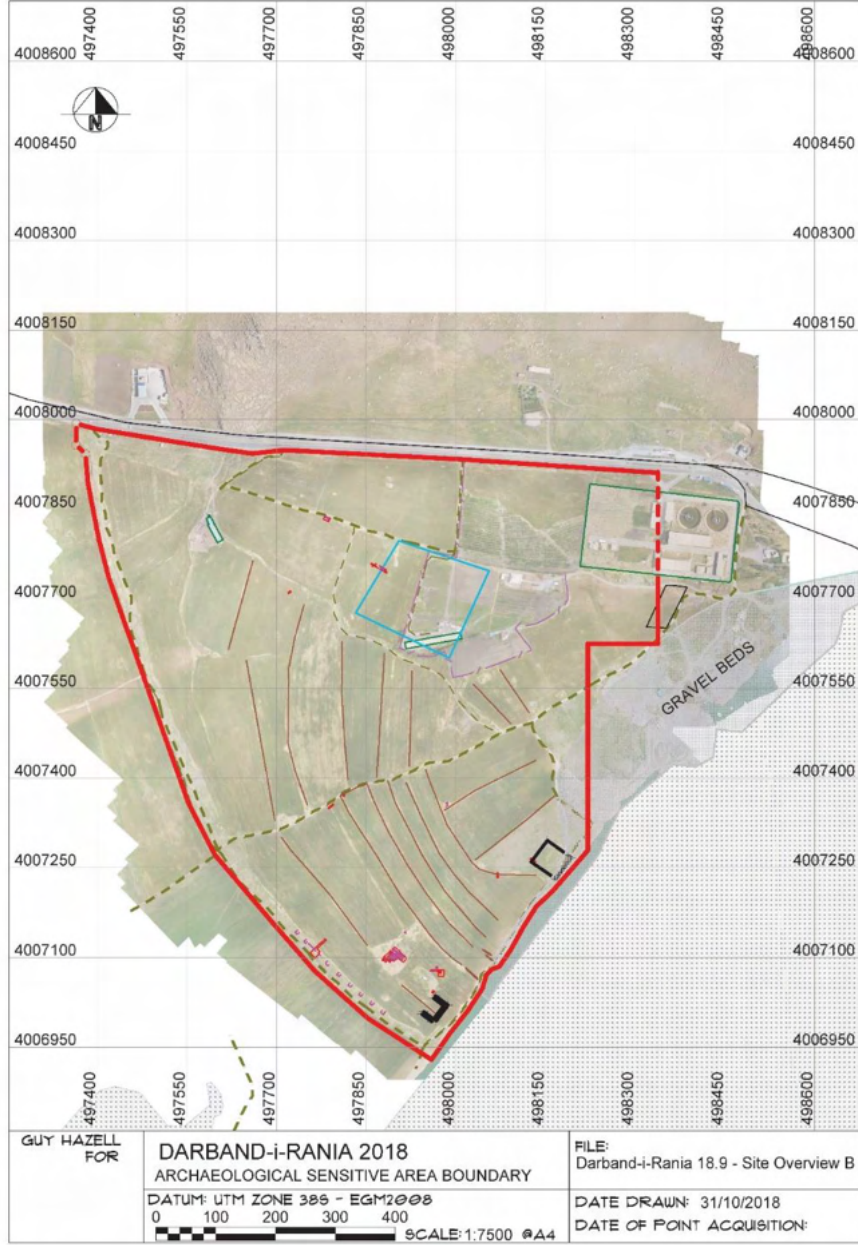 497400 497550 497700 497850 498000 498150 498300 498450 498600
4008600 4008600
N
4008450 4008450
4008300 4008300
4008150 4008150
4008000 4008000
4007850 4007850
4007700 4007700
GRAVEL BEDS
4007550 4007550
4007400 4007400
4007250 4007250
4007100 4007100
4006950 4006950
497400 497550 497700 497850 498000 498150 498300 498450 498600
GUY HAZELL
FOR
DARBAND-i-RANIA 2018
ARCHAEOLOGICAL SENSITIVE AREA BOUNDARY
DATUM: UTM ZONE 38S - EGM2008
0 100 200 300 400
SCALE:1:7500 @A4
FILE:
Darband-i-Rania 18.9 - Site Overview B
DATE DRAWN: 31/10/2018
DATE OF POINT ACQUISITION: